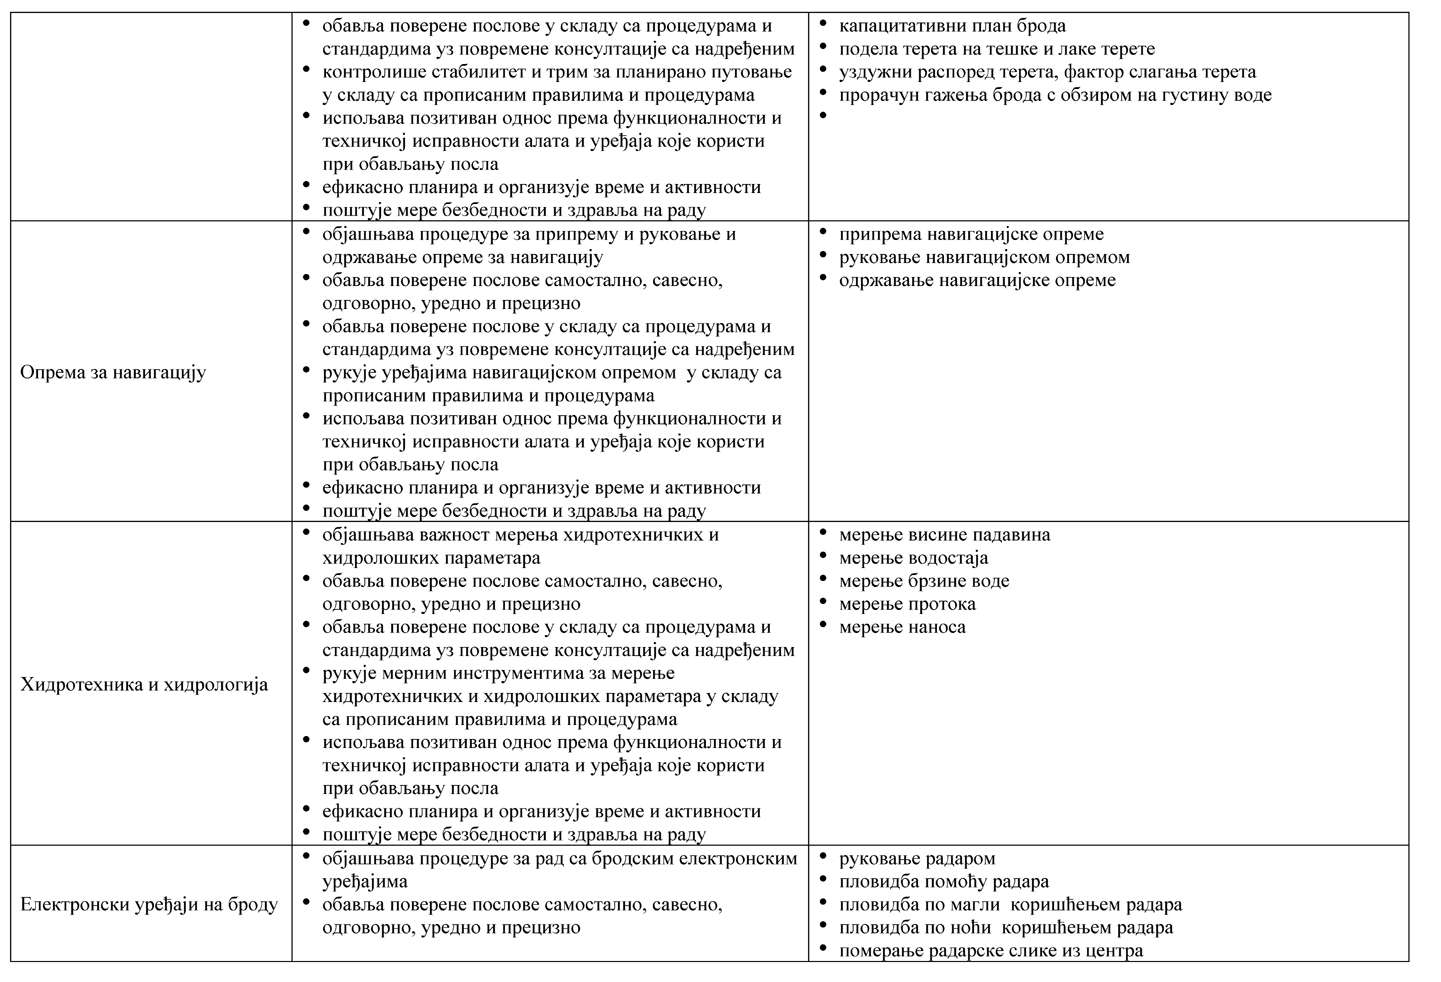 обавља поверене послове у складу са процедурама и
стандардима уз повремене консултације са надређеним
контролише стабилитет и трим за планирано путовање
у складу са прописаним правилима и процедурама
испољава позитиван однос према функционалности и
техничкој исправности алата и уређаја које користи
при обављању посла
ефикасно планира и организује време и активности
поштује мере безбедности и здравља на раду
капацитативни план брода
подела терета на тешке и лаке терете
уздужни распоред терета, фактор слагања терета
прорачун гажења брода с обзиром на густину воде
Опрема за навигацију
објашњава процедуре за припрему и руковање и
одржавање опреме за навигацију
обавља поверене послове самостално, савесно,
одговорно, уредно и прецизно
обавља поверене послове у складу са процедурама и
стандардима уз повремене консултације са надређеним
рукује уређајима навигацијском опремом  у складу са
прописаним правилима и процедурама
испољава позитиван однос према функционалности и
техничкој исправности алата и уређаја које користи
при обављању посла
ефикасно планира и организује време и активности
поштује мере безбедности и здравља на раду
припрема навигацијске опреме
руковање навигацијском опремом
одржавање навигацијске опреме
Хидротехника и хидрологија
објашњава важност мерења хидротехничких и
хидролошких параметара
обавља поверене послове самостално, савесно,
одговорно, уредно и прецизно
обавља поверене послове у складу са процедурама и
стандардима уз повремене консултације са надређеним
рукује мерним инструментима за мерење
хидротехничких и хидролошких параметара у складу
са прописаним правилима и процедурама
испољава позитиван однос према функционалности и
техничкој исправности алата и уређаја које користи
при обављању посла
ефикасно планира и организује време и активности
поштује мере безбедности и здравља на раду
мерење висине падавина
мерење водостаја
мерење брзине воде
мерење протока
мерење наноса
Електронски уређаји на броду
објашњава процедуре за рад са бродским електронским
уређајима
обавља поверене послове самостално, савесно,
одговорно, уредно и прецизно
руковање радаром
пловидба помоћу радара
пловидба по магли  коришћењем радара
пловидба по ноћи  коришћењем радара
померање радарске слике из центра